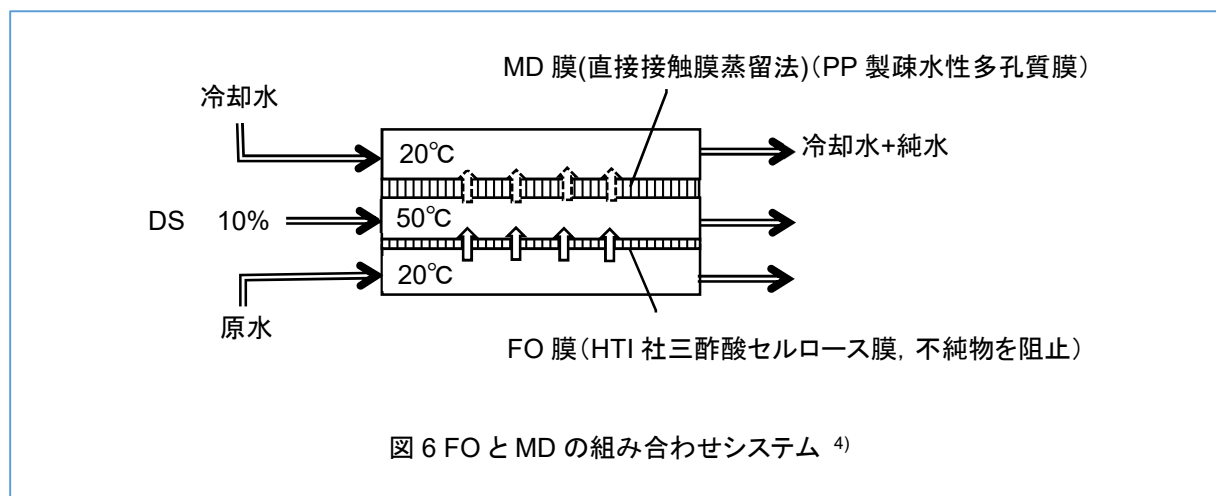 MD 膜(直接接触膜蒸留法)(PP 製疎水性多孔質膜)
冷却水
20℃
冷却水+純水
DS 10%
50℃
20℃
原水
FO 膜(HTI 社三酢酸セルロース膜, 不純物を阻止)
図 6 FO と MD の組み合わせシステム 4)